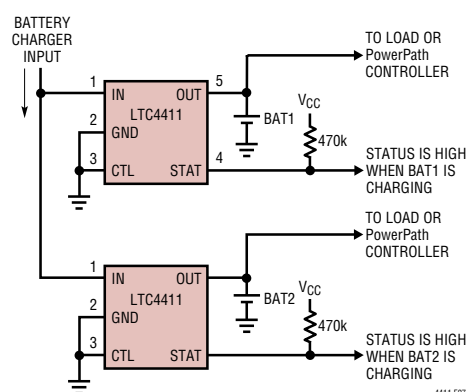 BATTERY
CHARGER
INPUT
TO LOAD OR
PowerPath
CONTROLLER
1
IN
OUT
5
LTC4411
2
GND
BAT1
VCC
470k
3
CTL
STAT
4
STATUS IS HIGH
WHEN BAT1 IS
CHARGING
TO LOAD OR
PowerPath
CONTROLLER
1
IN
OUT
LTC4411
2
GND
BAT2
VCC
470k
3
CTL
STAT
STATUS IS HIGH
WHEN BAT2 IS
CHARGING
4411 F07